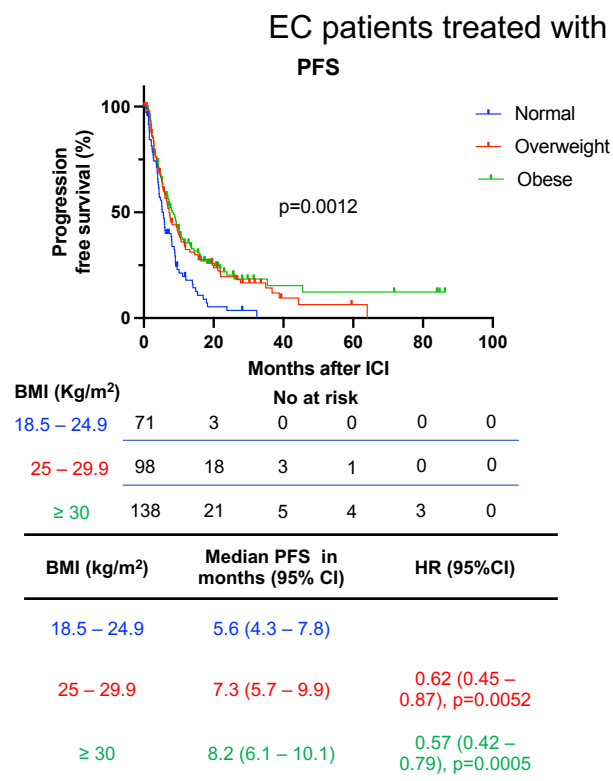 EC patients treated with
PFS
Progression
free survival (%)
100
50
0
0 20 40 60 80 100
Months after ICI
p=0.0012
Normal
Overweight
Obese
BMI (Kg/m²)
No at risk
18.5 – 24.9 71 3 0 0 0 0
25 – 29.9 98 18 3 1 0 0
≥ 30 138 21 5 4 3 0
BMI (kg/m²) Median PFS in months (95% CI) HR (95%CI)
18.5 – 24.9 5.6 (4.3 – 7.8)
25 – 29.9 7.3 (5.7 – 9.9) 0.62 (0.45 –
0.87), p=0.0052
≥ 30 8.2 (6.1 – 10.1) 0.57 (0.42 –
0.79), p=0.0005